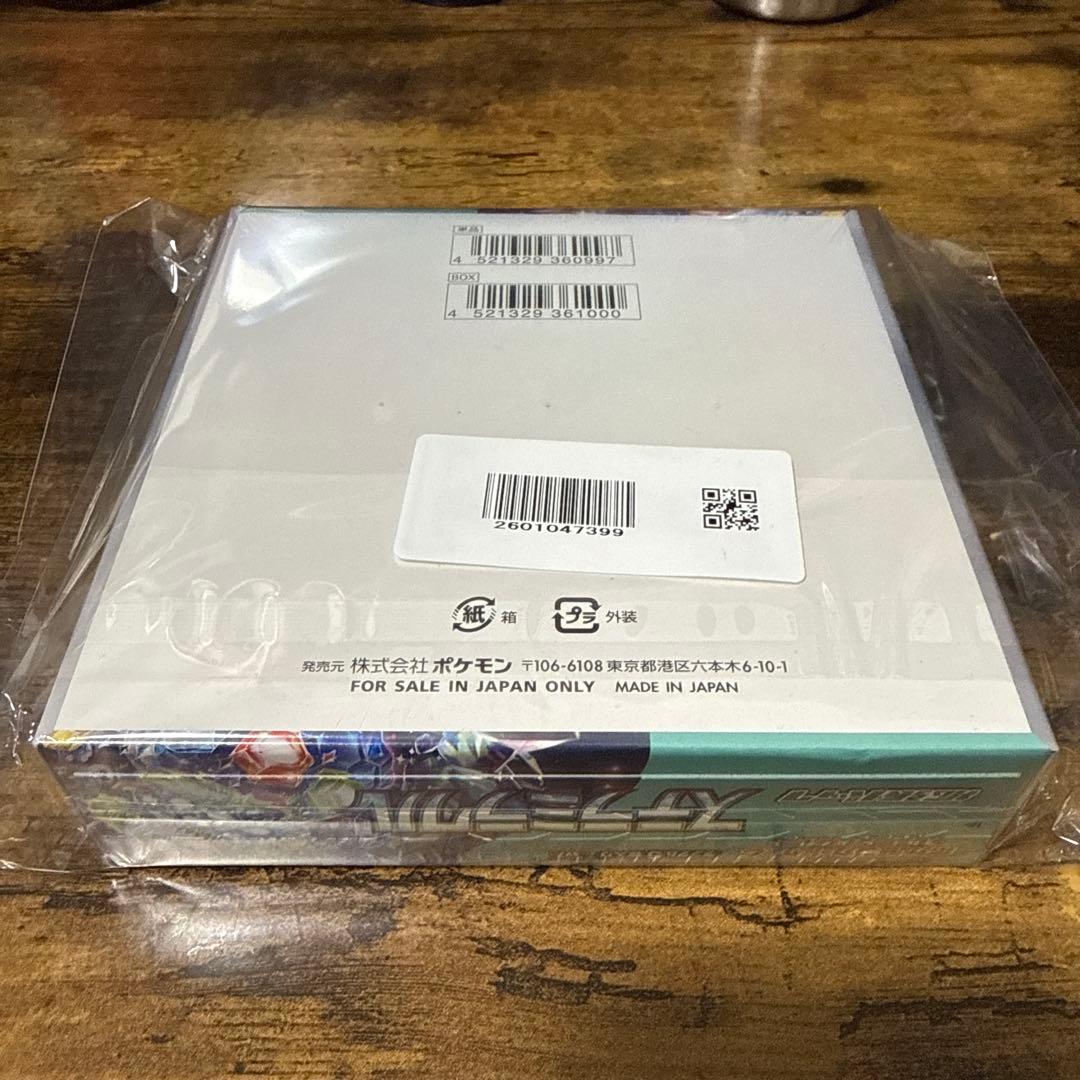 単品
4 521329 360997
BOX
4 521329 361000
2601047399
紙 箱 プラ 外装
発売元 株式会社ポケモン 〒106-6108 東京都港区六本木6-10-1
FOR SALE IN JAPAN ONLY MADE IN JAPAN